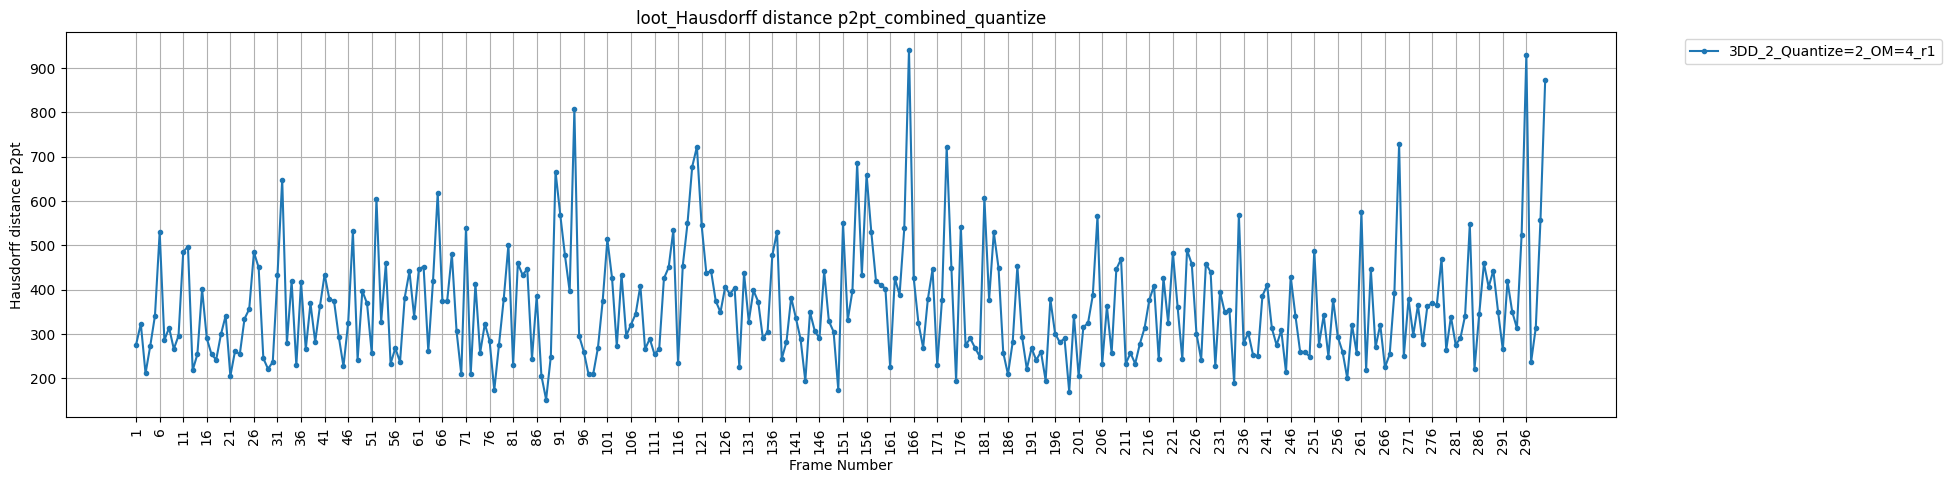 loot_Hausdorff distance p2pt_combined_quantize
3DD_2_Quantize=2_OM=4_r1
Hausdorff distance p2pt
900
800
700
600
500
400
300
200
1 6 11 16 21 26 31 36 41 46 51 56 61 66 71 76 81 86 91 96 101 106 111 116 121 126 131 136 141 146 151 156 161 166 171 176 181 186 191 196 201 206 211 216 221 226 231 236 241 246 251 256 261 266 271 276 281 286 291 296
Frame Number